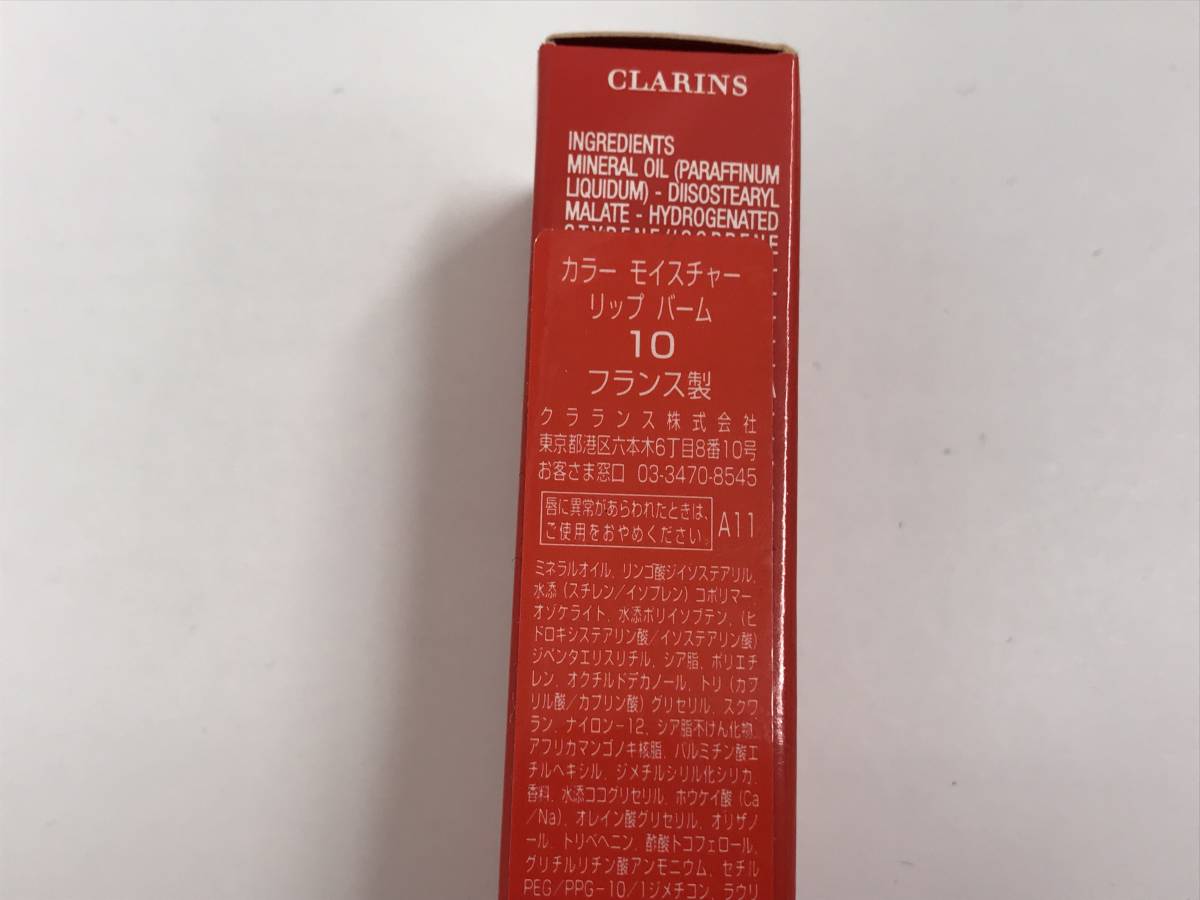 CLARINS
INGREDIENTS
MINERAL OIL (PARAFFINUM
LIQUIDUM) - DIISOSTEARYL
MALATE - HYDROGENATED
STYRENE/ISOPRENE
カラー モイスチャー
リップ バーム
10
フランス製
クラランス株式会社
東京都港区六本木6丁目8番10号
お客さま窓口 03-3470-8545
唇に異常があらわれたときは、
ご使用をおやめください。
A11
ミネラルオイル、リンゴ酸ジイソステアリル、
水添(スチレン/イソプレン)コポリマー、
オゾケライト、水添ポリイソブテン、(ヒ
ドロキシステアリン酸/イソステアリン酸)
ジペンタエリスリチル、シア脂、ポリエチ
レン、オクチルドデカノール、トリ(カプ
リル酸/カプリン酸)グリセリル、スクワ
ラン、ナイロン-12、シア脂不けん化物、
アフリカマンゴノキ核脂、パルミチン酸エ
チルヘキシル、ジメチルシリル化シリカ、
香料、水添ココグリセリル、ホウケイ酸(Ca
/Na)、オレイン酸グリセリル、オリザノ
ール、トリベヘニン、酢酸トコフェロール、
グリチルリチン酸アンモニウム、セチル
PEG/PPG-10/1ジメチコン、ラウリ